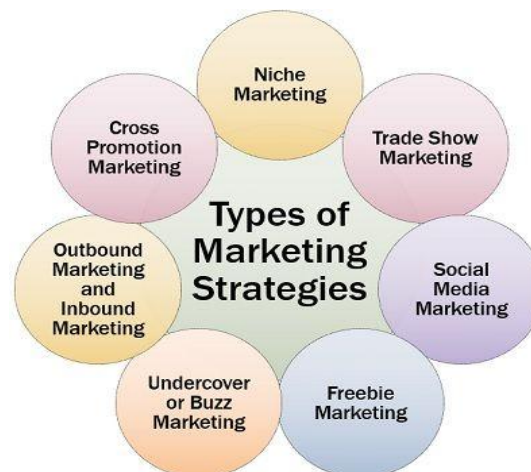 Niche
Marketing
Trade Show
Marketing
Social
Media
Marketing
Freebie
Marketing
Undercover
or Buzz
Marketing
Outbound
Marketing
and
Inbound
Marketing
Cross
Promotion
Marketing
Types of
Marketing
Strategies